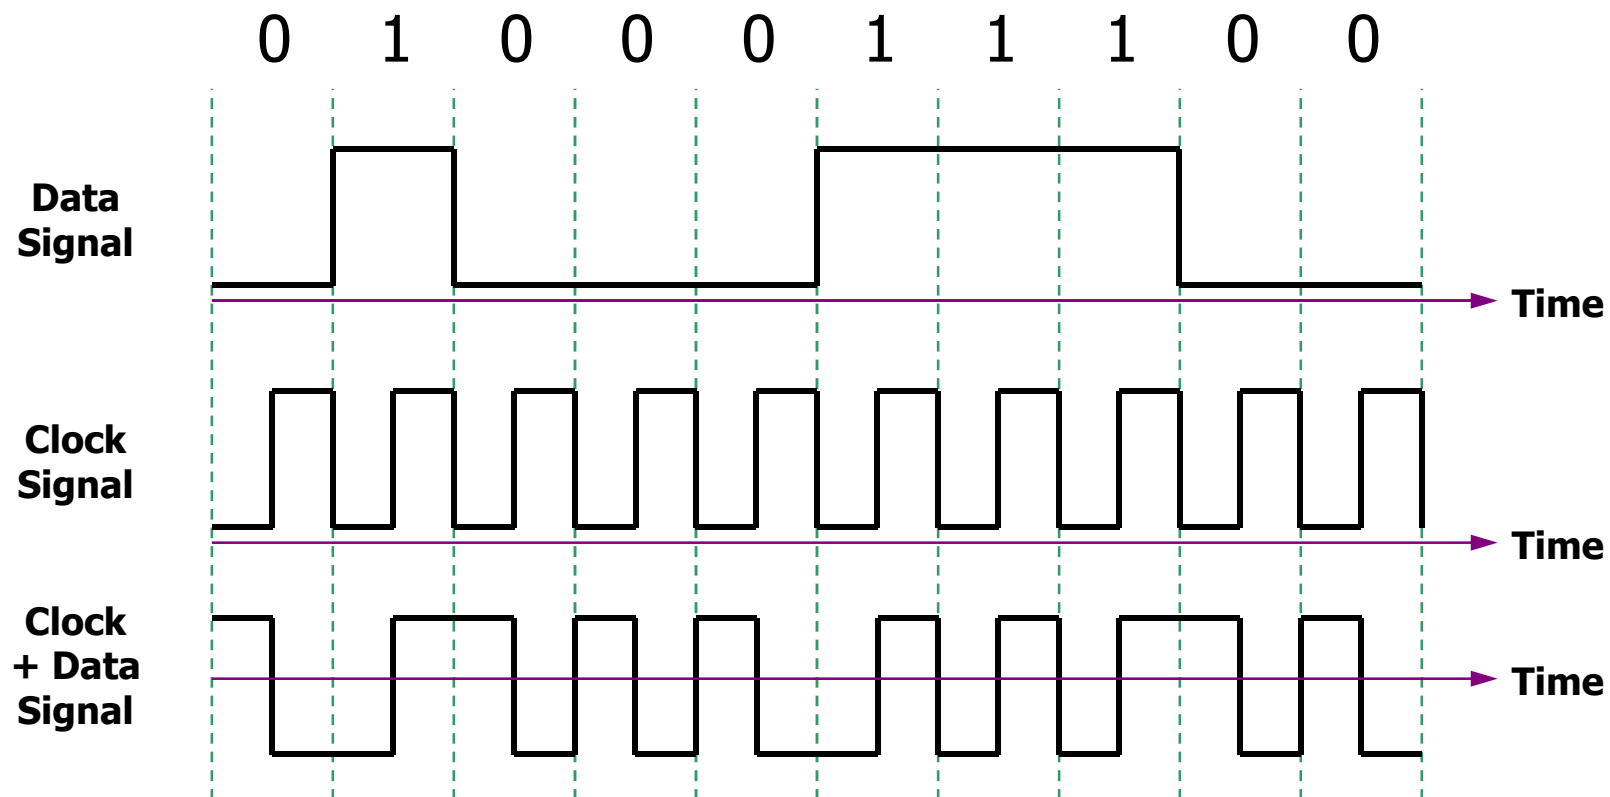 0 1 0 0 0 1 1 1 0 0
Data
Signal
Time
Clock
Signal
Time
Clock
+ Data
Signal
Time